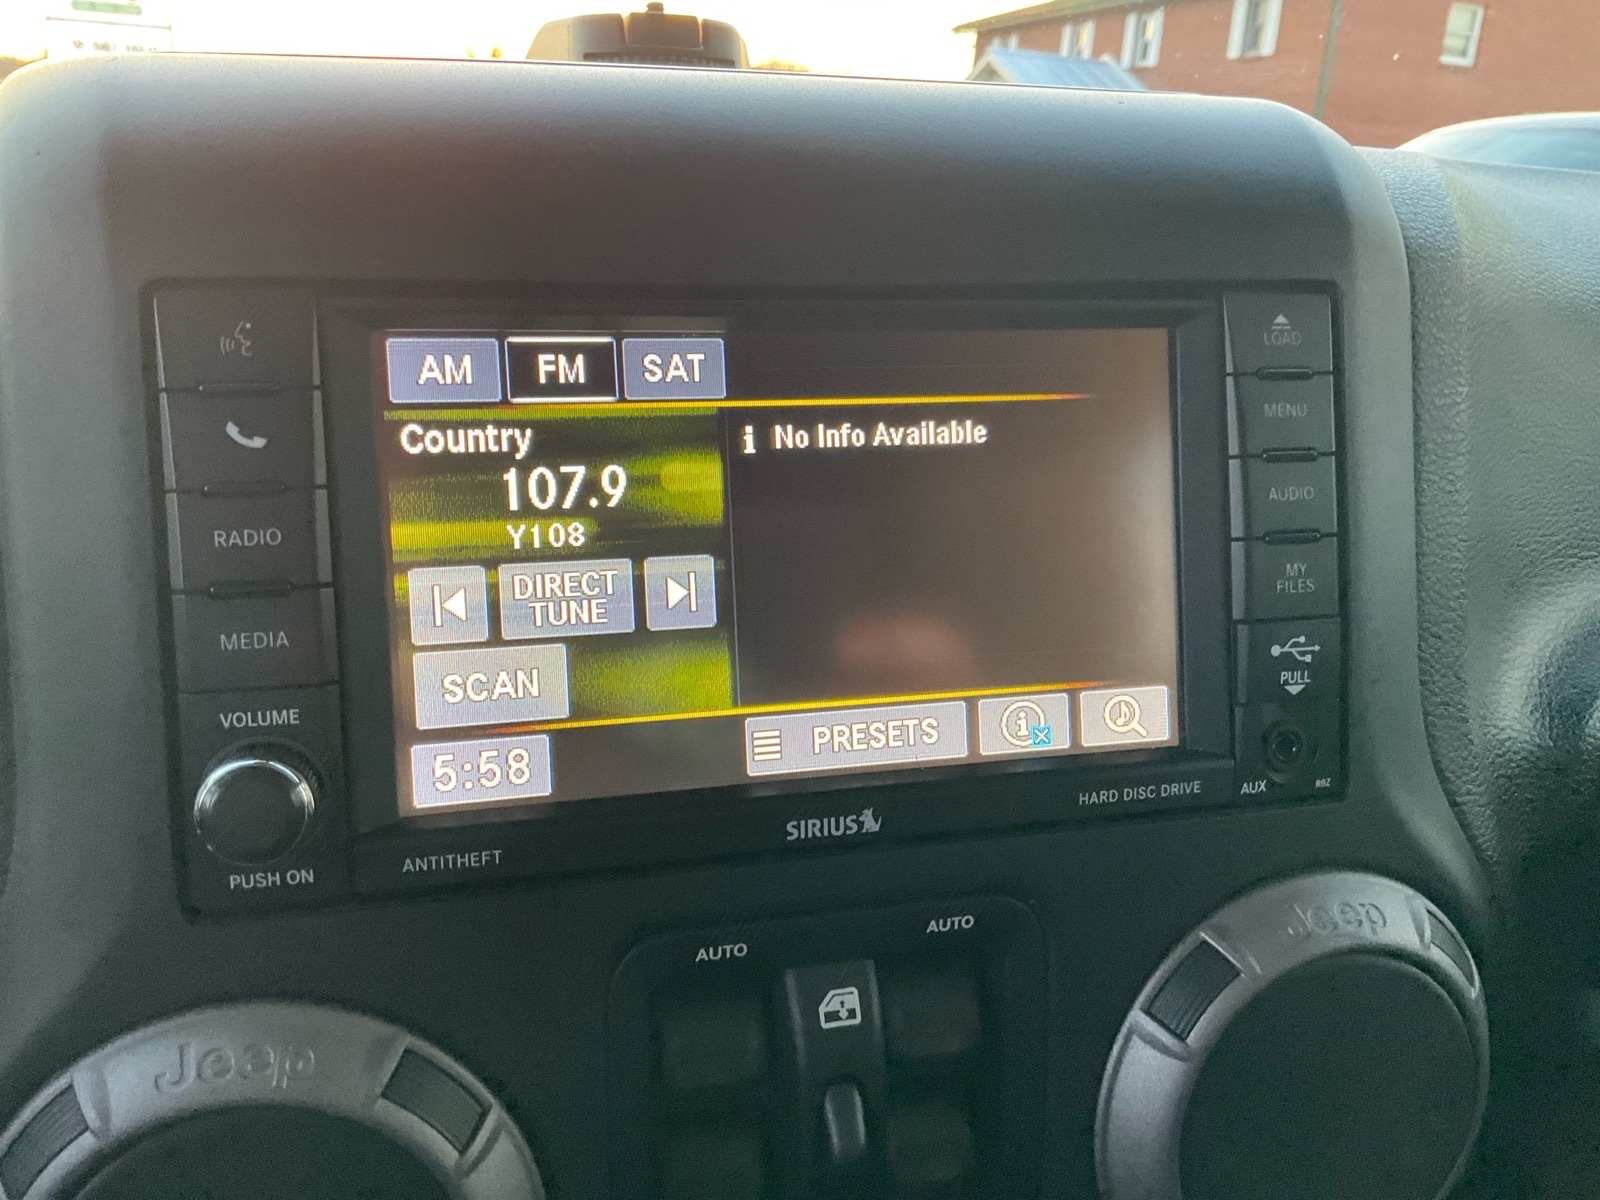 AM FM SAT
Country
107.9
Y108
DIRECT
TUNE
SCAN
5:58
i No Info Available
PRESETS
RADIO
MEDIA
VOLUME
PUSH ON
LOAD
MENU
AUDIO
MY
FILES
PULL
AUX
RBZ
ANTITHEFT
SIRIUS
HARD DISC DRIVE
AUTO
AUTO
Jeep
Jeep